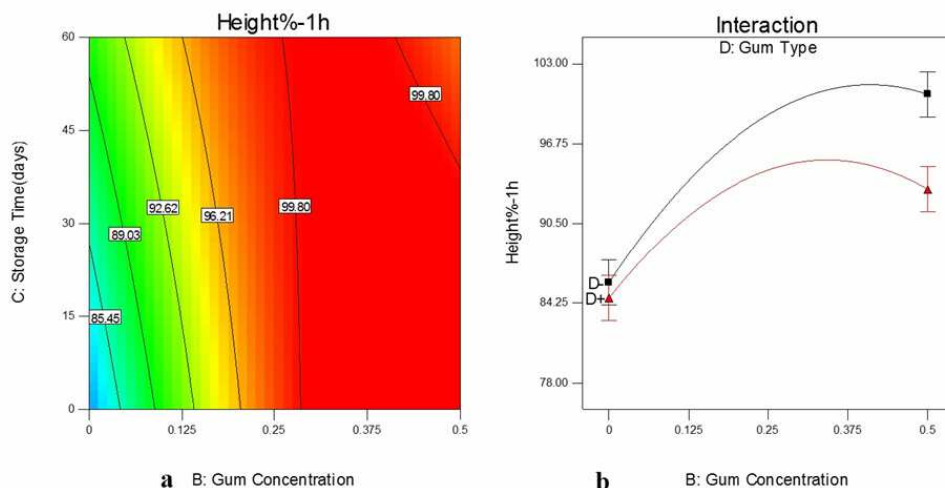 Height%-1h
60
45
30
15
0
C: Storage Time(days)
99.80
99.80
96.21
92.62
89.03
85.45
0
0.125
0.25
0.375
0.5
a B: Gum Concentration
Interaction
D: Gum Type
103.00
96.75
90.50
84.25
78.00
Height%-1h
D-
D+
0
0.125
0.25
0.375
0.5
b B: Gum Concentration